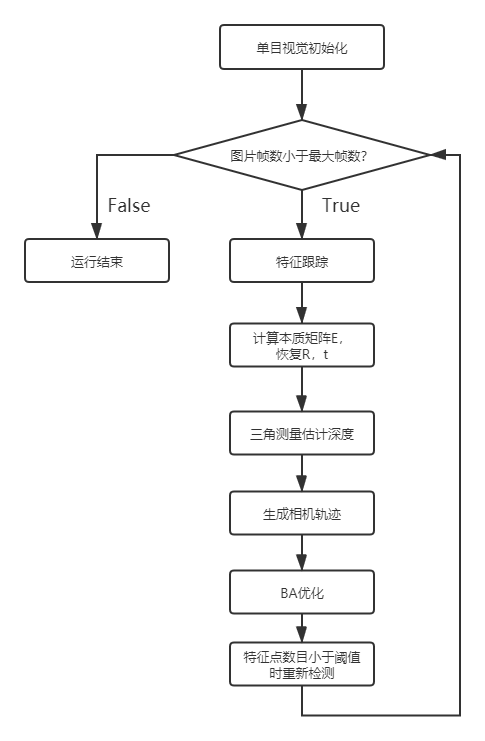 单目视觉初始化
图片帧数小于最大帧数？
False
True
运行结束
特征跟踪
计算本质矩阵E，
恢复R，t
三角测量估计深度
生成相机轨迹
BA优化
特征点数目小于阈值
时重新检测